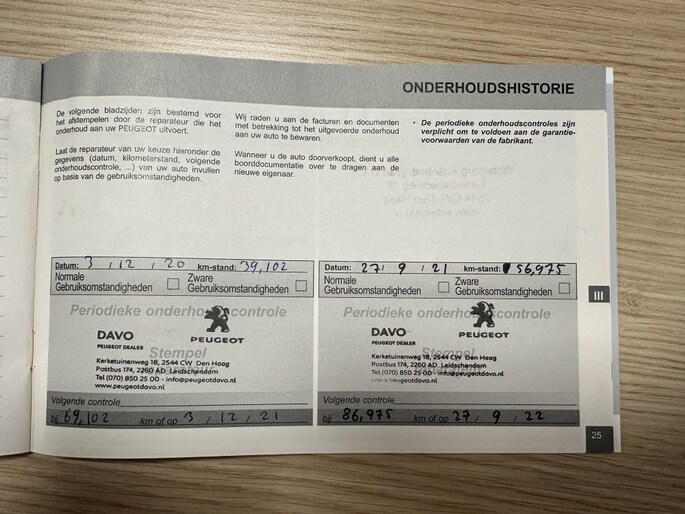 ONDERHOUDSHISTORIE
De volgende bladzijden zijn bestemd voor
het afstempelen door de reparateur die het
onderhoud aan uw PEUGEOT uitvoert.
Laat de reparateur van uw keuze hieronder de
gegevens (datum, kilometerstand, volgende
onderhoudscontrole, ...) van uw auto invullen
op basis van de gebruiksomstandigheden.
Wij raden u aan de facturen en documenten
met betrekking tot het uitgevoerde onderhoud
aan uw auto te bewaren.
Wanneer u de auto doorverkoopt, dient u alle
boorddocumentatie over te dragen aan de
nieuwe eigenaar.
• De periodieke onderhoudscontroles zijn
verplicht om te voldoen aan de garantie-
voorwaarden van de fabrikant.
Datum: 3 / 12 / 20 km-stand: 39,102
Normale Zware
Gebruiksomstandigheden Gebruiksomstandigheden
Periodieke onderhoudscontrole
DAVO PEUGEOT
PEUGEOT DEALER
Stempel
Kerketuinenweg 18, 2544 CW Den Haag
Postbus 174, 2260 AD Leidschendam
Tel (070) 850 25 00 - info@peugeotdavo.nl
www.peugeotdavo.nl
Volgende controle
bij 69,102 km of op 3 / 12 / 21
Datum: 27 / 9 / 21 km-stand: 56,975
Normale Zware
Gebruiksomstandigheden Gebruiksomstandigheden
Periodieke onderhoudscontrole
DAVO PEUGEOT
PEUGEOT DEALER
Stempel
Kerketuinenweg 18, 2544 CW Den Haag
Postbus 174, 2260 AD Leidschendam
Tel (070) 850 25 00 - info@peugeotdavo.nl
www.peugeotdavo.nl
Volgende controle
bij 86,975 km of op 27 / 9 / 22
III
25